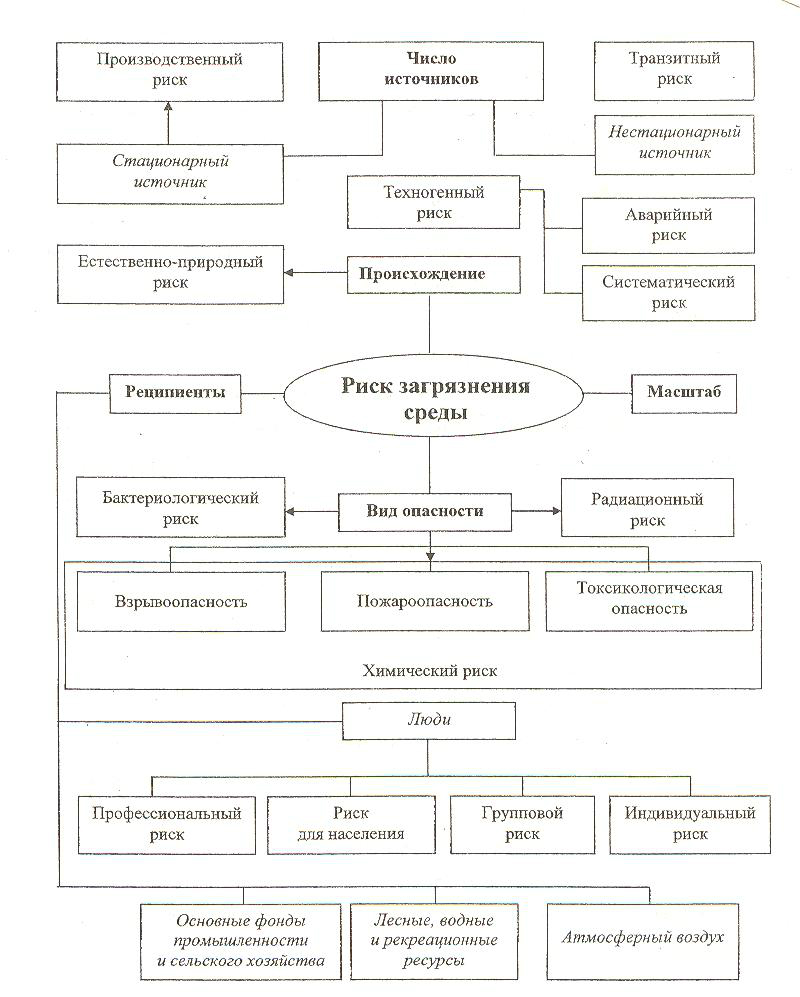 Производственный
риск
Число
источников
Транзитный
риск
Стационарный
источник
Нестационарный
источник
Техногенный
риск
Аварийный
риск
Естественно-природный
риск
Происхождение
Систематический
риск
Реципиенты
Риск загрязнения
среды
Масштаб
Бактериологический
риск
Вид опасности
Радиационный
риск
Взрывоопасность
Пожароопасность
Токсикологическая
опасность
Химический риск
Люди
Профессиональный
риск
Риск
для населения
Групповой
риск
Индивидуальный
риск
Основные фонды
промышленности
и сельского хозяйства
Лесные, водные
и рекреационные
ресурсы
Атмосферный воздух